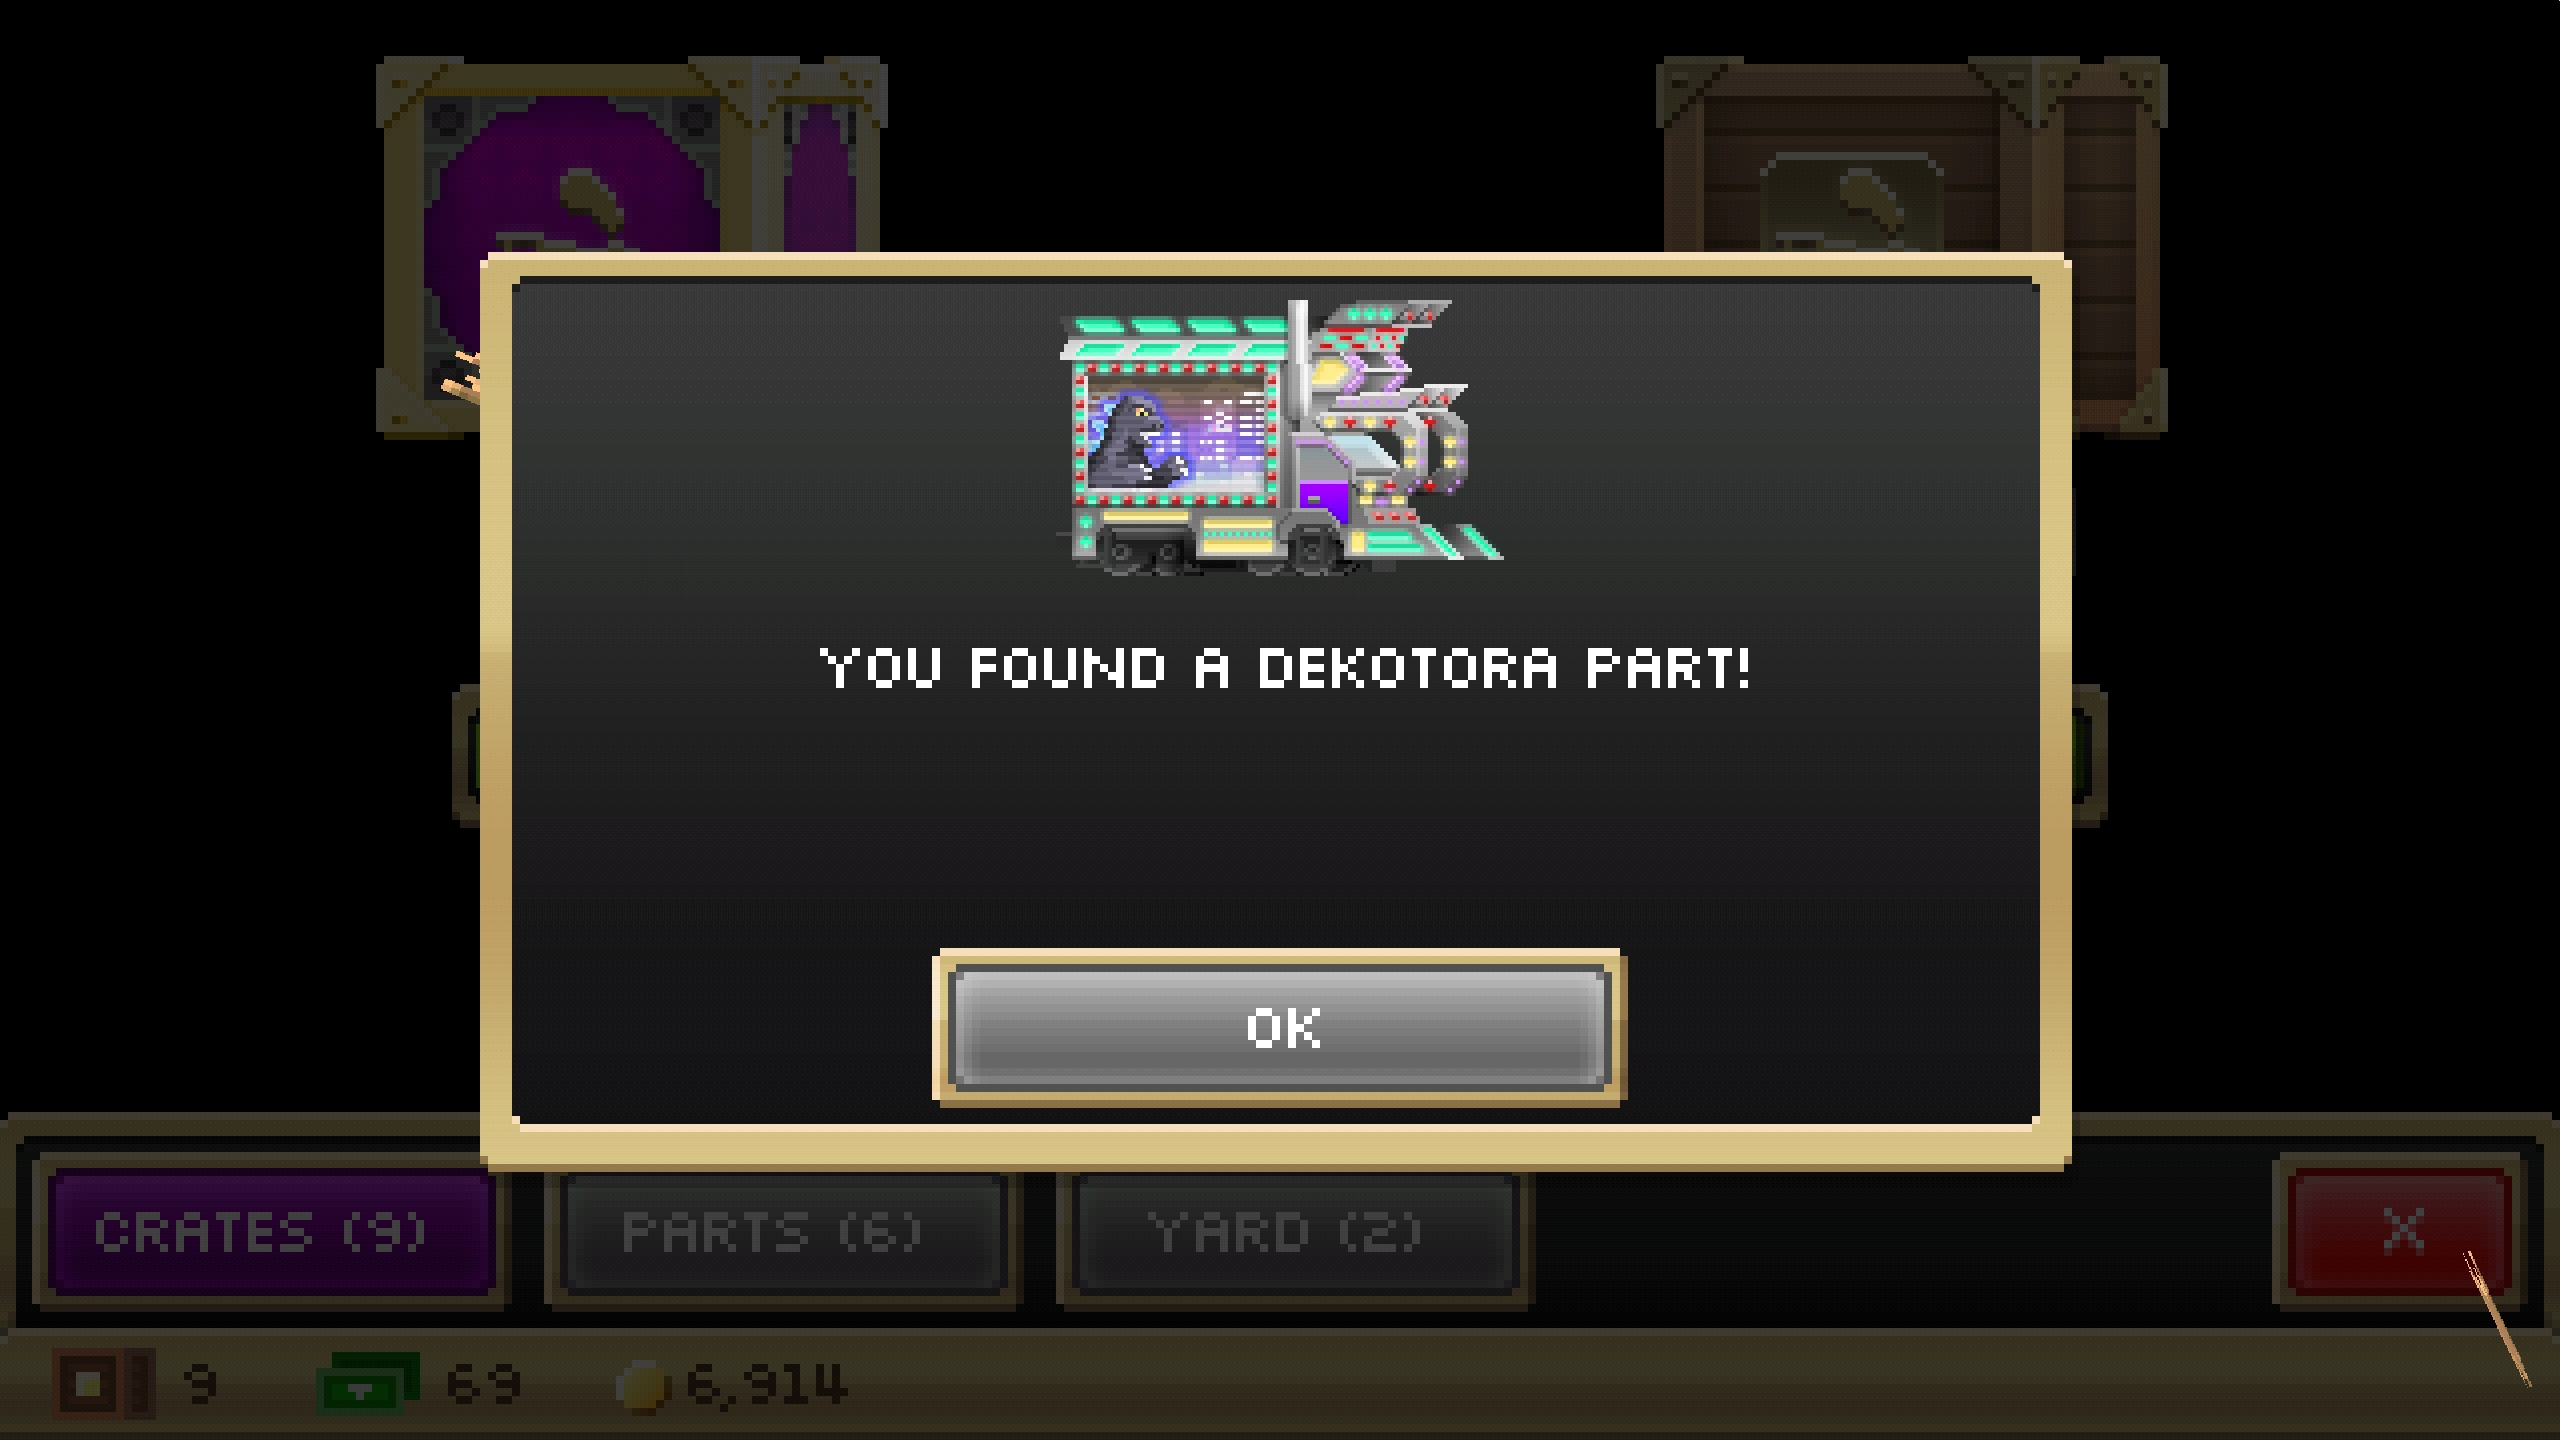 YOU FOUND A DEKOTORA PART!
OK
CRATES (9)
PARTS (6)
YARD (2)
X
9
69
6,914